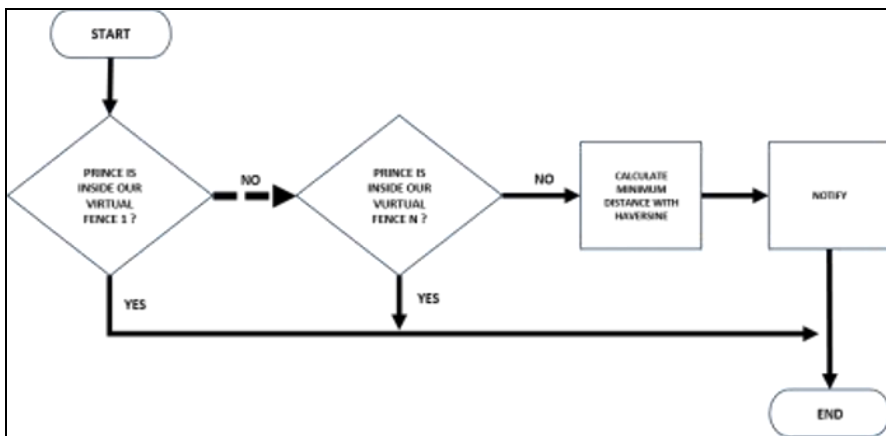 START
PRINCE IS
INSIDE OUR
VIRTUAL
FENCE 1 ?
NO
PRINCE IS
INSIDE OUR
VURTUAL
FENCE N ?
NO
CALCULATE
MINIMUM
DISTANCE WITH
HAVERSINE
NOTIFY
YES
YES
END